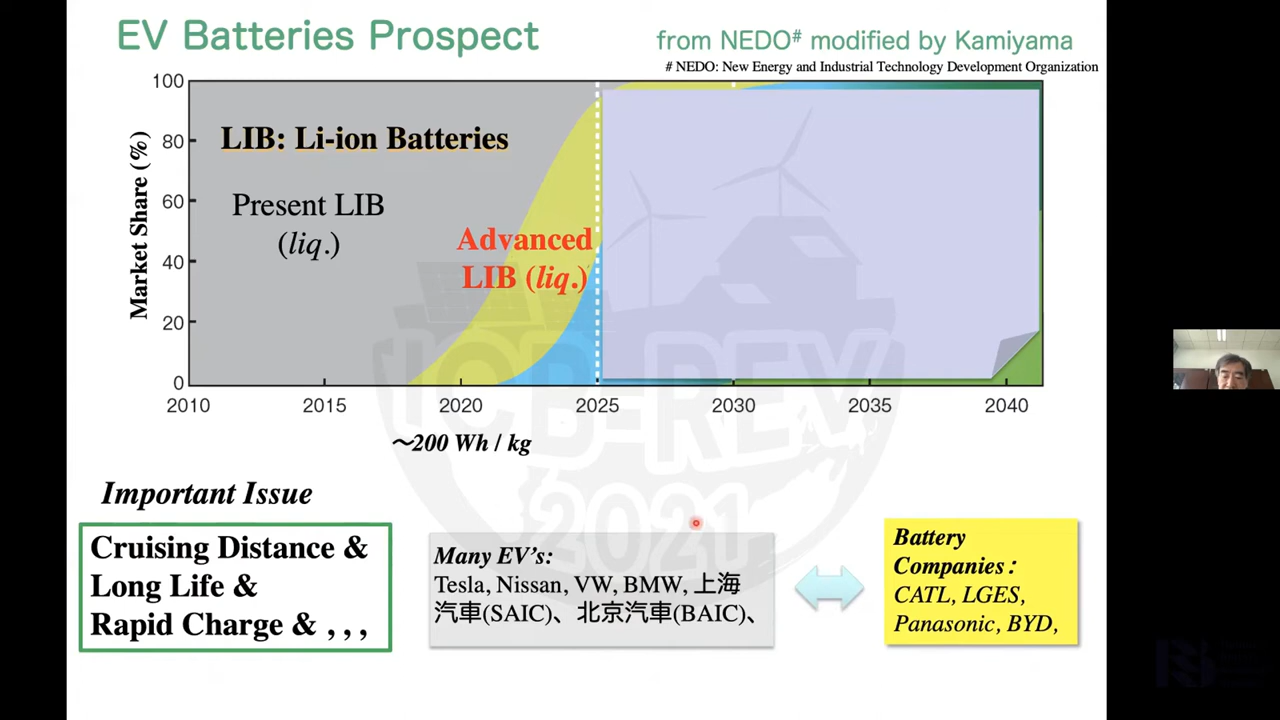 EV Batteries Prospect
from NEDO# modified by Kamiyama
# NEDO: New Energy and Industrial Technology Development Organization
Market Share (%)
100
80
60
40
20
0
LIB: Li-ion Batteries
Present LIB
(liq.)
Advanced
LIB (liq.)
2010 2015 2020 2025 2030 2035 2040
〜200 Wh / kg
ICB-REV
2021
Important Issue
Cruising Distance &
Long Life &
Rapid Charge & , , ,
Many EV's:
Tesla, Nissan, VW, BMW, 上海
汽車(SAIC)、北京汽車(BAIC)、
Battery
Companies：
CATL, LGES,
Panasonic, BYD,